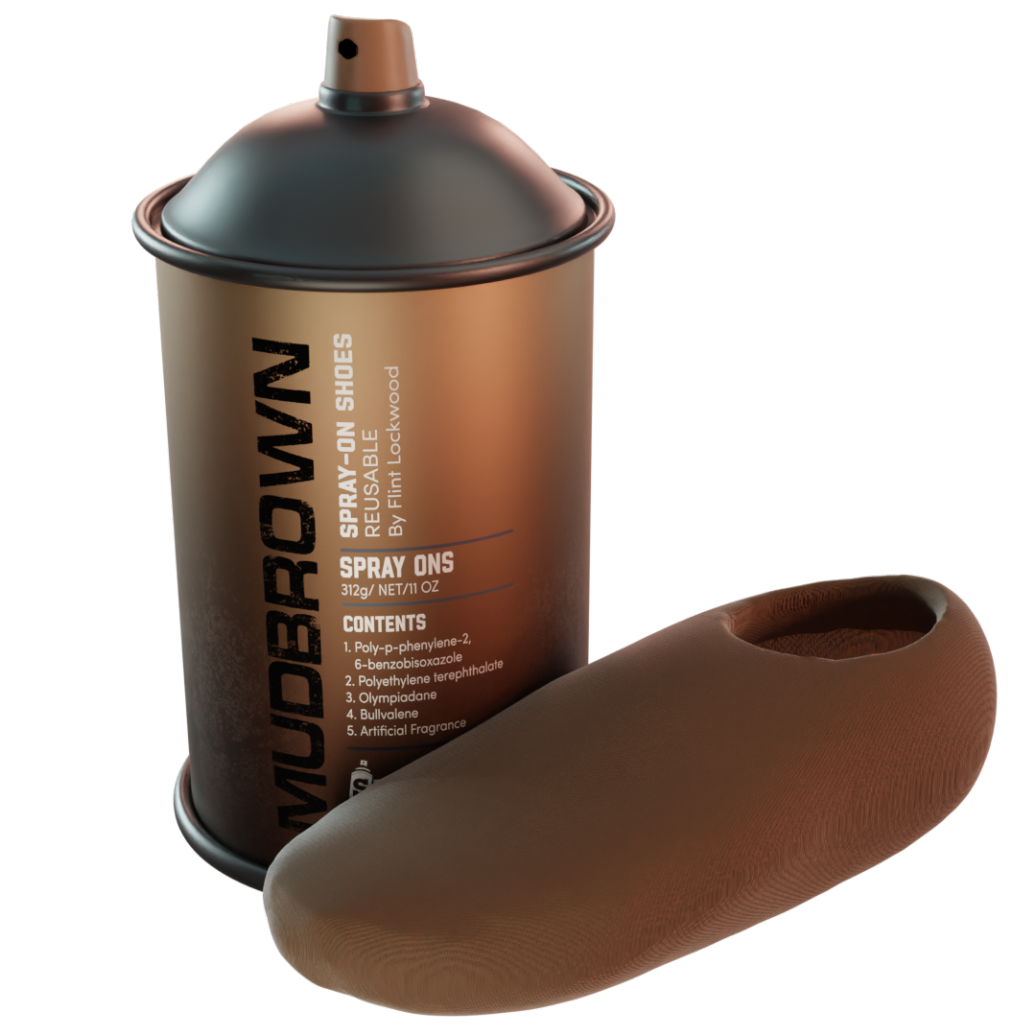 MUDBROWN
SPRAY-ON SHOES
REUSABLE
By Flint Lockwood
SPRAY ONS
312g/ NET/11 OZ
CONTENTS
1. Poly-p-phenylene-2,
6-benzobisoxazole
2. Polyethylene terephthalate
3. Olympiadane
4. Bullvalene
5. Artificial Fragrance